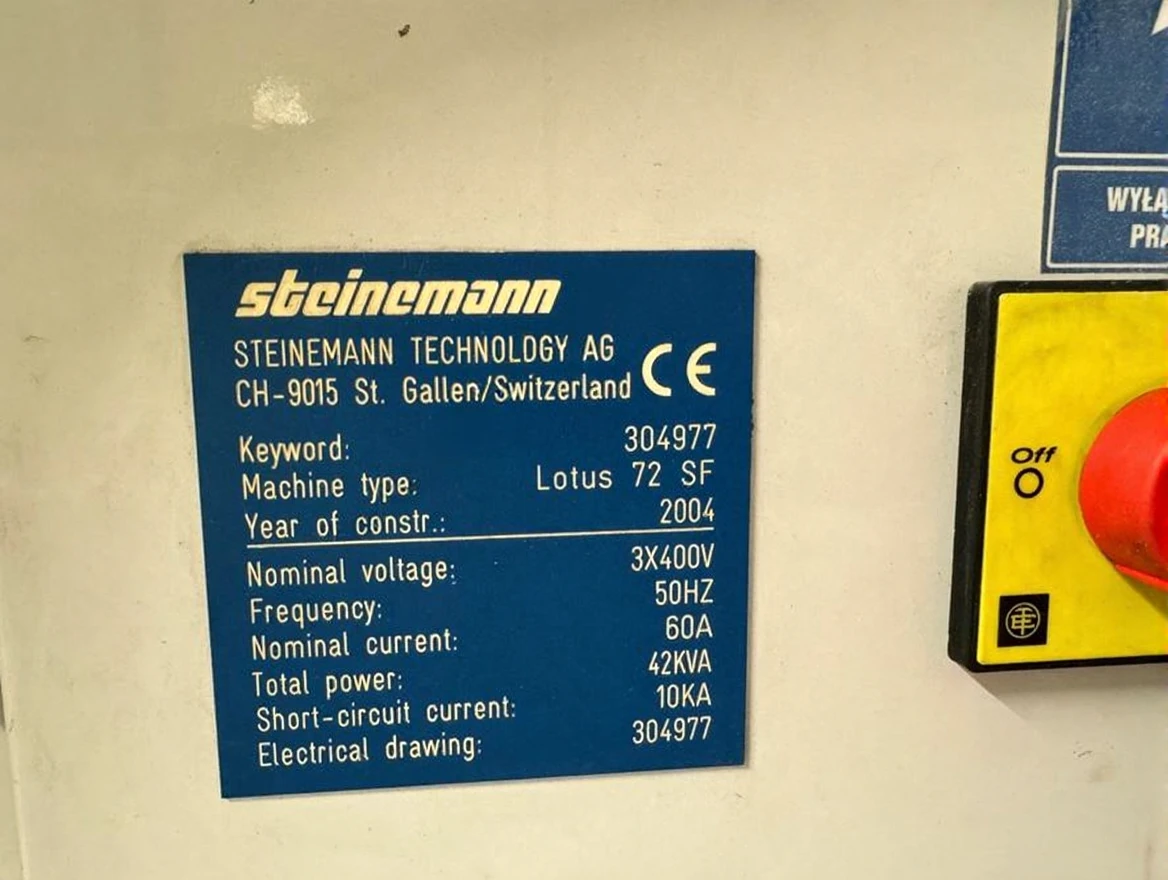 steinemann
STEINEMANN TECHNOLOGY AG
CH-9015 St. Gallen/Switzerland
CE
Keyword: 304977
Machine type: Lotus 72 SF
Year of constr.: 2004
Nominal voltage: 3X400V
Frequency: 50HZ
Nominal current: 60A
Total power: 42KVA
Short-circuit current: 10KA
Electrical drawing: 304977
WYŁĄ
PRA
Off
O